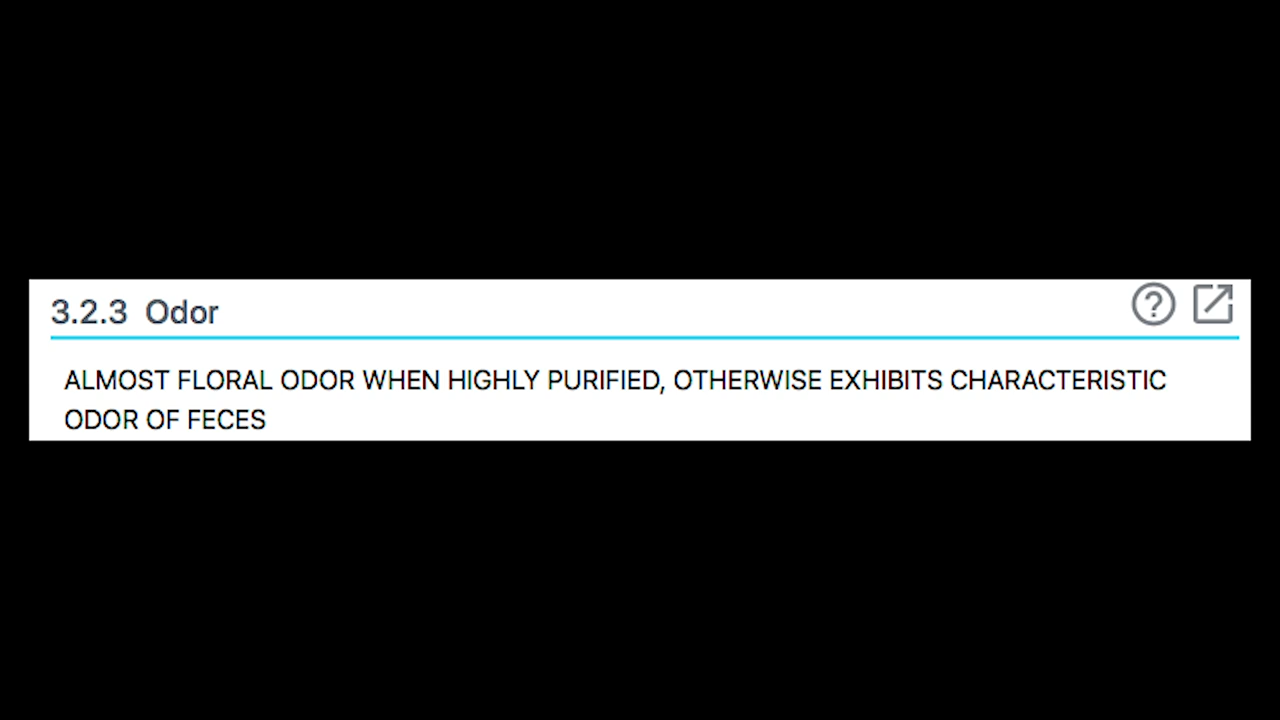 3.2.3 Odor
ALMOST FLORAL ODOR WHEN HIGHLY PURIFIED, OTHERWISE EXHIBITS CHARACTERISTIC
ODOR OF FECES